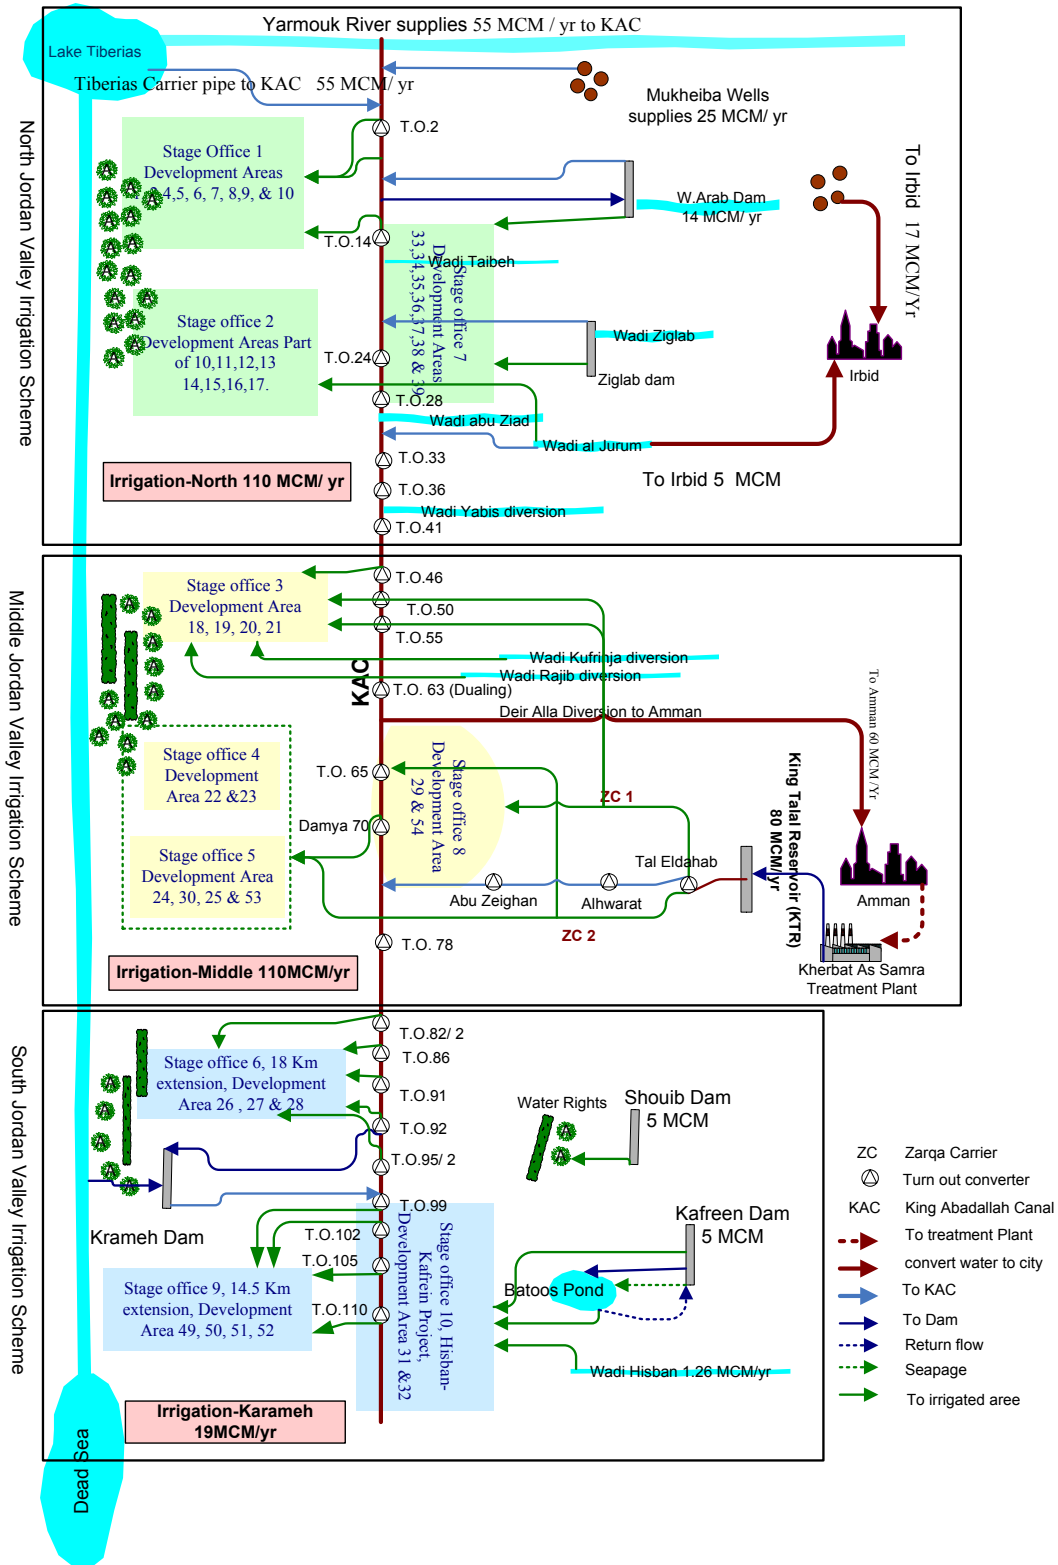 Yarmouk River supplies 55 MCM / yr to KAC
Lake Tiberias
Tiberias Carrier pipe to KAC 55 MCM/ yr
Mukheiba Wells
supplies 25 MCM/ yr
North Jordan Valley Irrigation Scheme
T.O.2
Stage Office 1
Development Areas
4,5, 6, 7, 8,9, & 10
W.Arab Dam
14 MCM/ yr
To Irbid 17 MCM/Yr
T.O.14
Wadi Taibeh
Stage office 7
Development Areas
33,34,35,36,37,38 & 39
Stage office 2
Development Areas Part
of 10,11,12,13
14,15,16,17.
T.O.24
Wadi Ziglab
Ziglab dam
Irbid
T.O.28
Wadi abu Ziad
Wadi al Jurum
T.O.33
To Irbid 5 MCM
Irrigation-North 110 MCM/ yr
T.O.36
Wadi Yabis diversion
T.O.41
Middle Jordan Valley Irrigation Scheme
T.O.46
Stage office 3
Development Area
18, 19, 20, 21
T.O.50
T.O.55
Wadi Kufrinja diversion
Wadi Rajib diversion
KAC
T.O. 63 (Dualing)
Deir Alla Diversion to Amman
To Amman 60 MCM /Yr
Stage office 4
Development
Area 22 &23
T.O. 65
Stage office 8
Development Area
29 & 54
ZC 1
King Talal Reservoir (KTR)
80 MCM/yr
Damya 70
Stage office 5
Development Area
24, 30, 25 & 53
Tal Eldahab
Abu Zeighan
Alhwarat
Amman
ZC 2
T.O. 78
Kherbat As Samra
Treatment Plant
Irrigation-Middle 110MCM/yr
South Jordan Valley Irrigation Scheme
T.O.82/ 2
T.O.86
Stage office 6, 18 Km
extension, Development
Area 26 , 27 & 28
T.O.91
T.O.92
Water Rights
Shouib Dam
5 MCM
T.O.95/ 2
T.O.99
Krameh Dam
T.O.102
T.O.105
Stage office 10, Hisban-
Kafrein Project,
Development Area 31 &32
Kafreen Dam
5 MCM
Batoos Pond
Stage office 9, 14.5 Km
extension, Development
Area 49, 50, 51, 52
T.O.110
Wadi Hisban 1.26 MCM/yr
Irrigation-Karameh
19MCM/yr
Dead Sea
ZC Zarqa Carrier
Turn out converter
KAC King Abadallah Canal
To treatment Plant
convert water to city
To KAC
To Dam
Return flow
Seapage
To irrigated aree